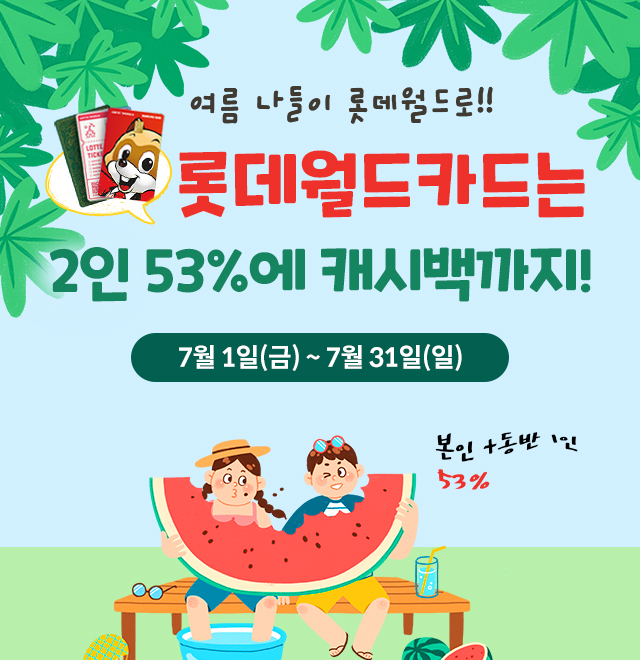 여름 나들이 롯데월드로!!
LOTTE
TICKET
롯데월드카드는
2인 53%에 캐시백까지!
7월 1일(금) ~ 7월 31일(일)
본인 +동반 1인
53%